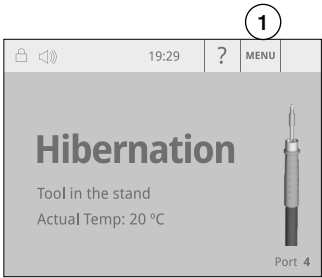 1
19:29 ? MENU
Hibernation
Tool in the stand
Actual Temp: 20 ºC
Port 4